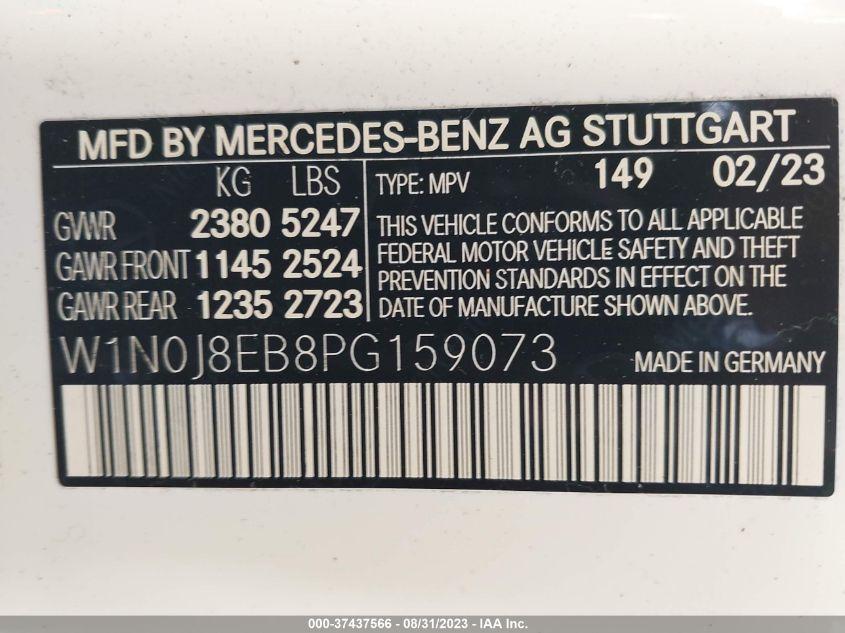 MFD BY MERCEDES-BENZ AG STUTTGART
KG LBS
GVWR 2380 5247
GAWR FRONT 1145 2524
GAWR REAR 1235 2723
TYPE: MPV 149 02/23
THIS VEHICLE CONFORMS TO ALL APPLICABLE
FEDERAL MOTOR VEHICLE SAFETY AND THEFT
PREVENTION STANDARDS IN EFFECT ON THE
DATE OF MANUFACTURE SHOWN ABOVE.
W1N0J8EB8PG159073 MADE IN GERMANY
000-37437566 - 08/31/2023 - IAA Inc.